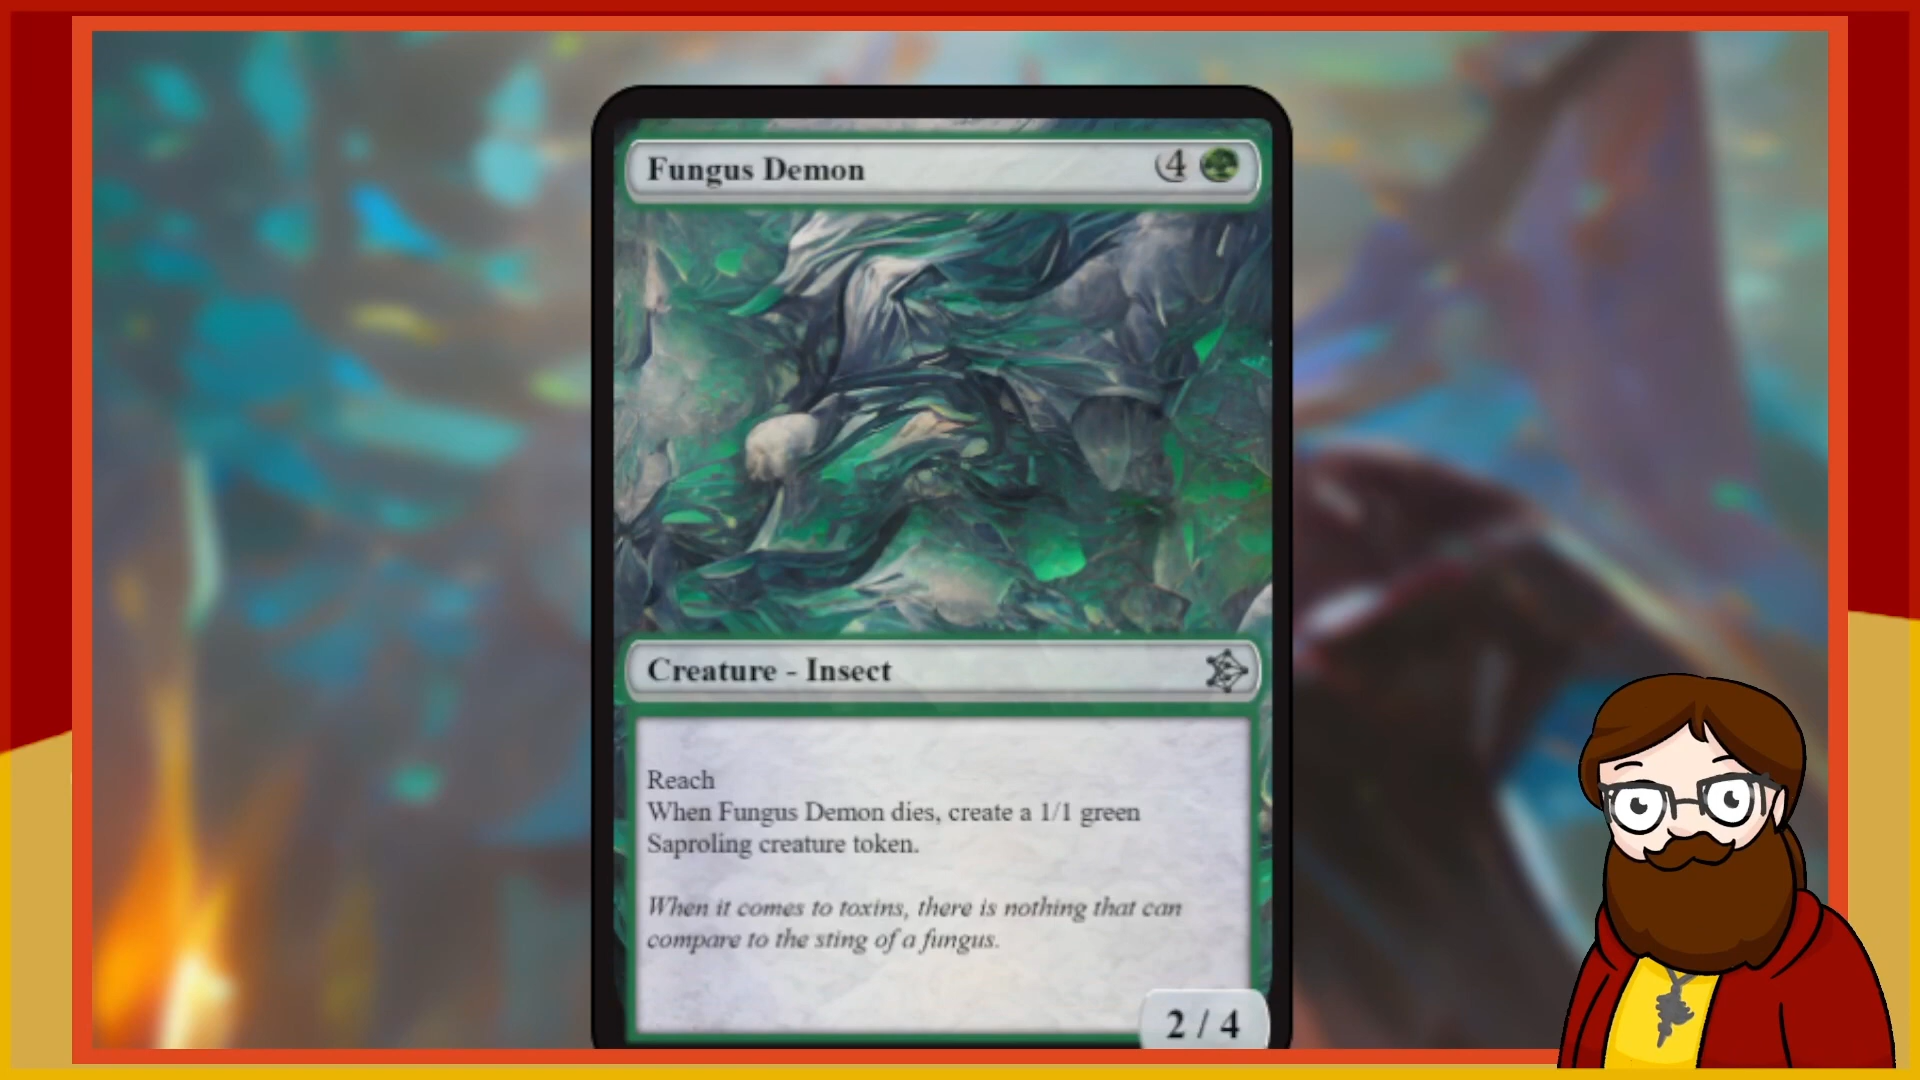 Fungus Demon 4
Creature - Insect
Reach
When Fungus Demon dies, create a 1/1 green
Saproling creature token.
When it comes to toxins, there is nothing that can
compare to the sting of a fungus.
2 / 4